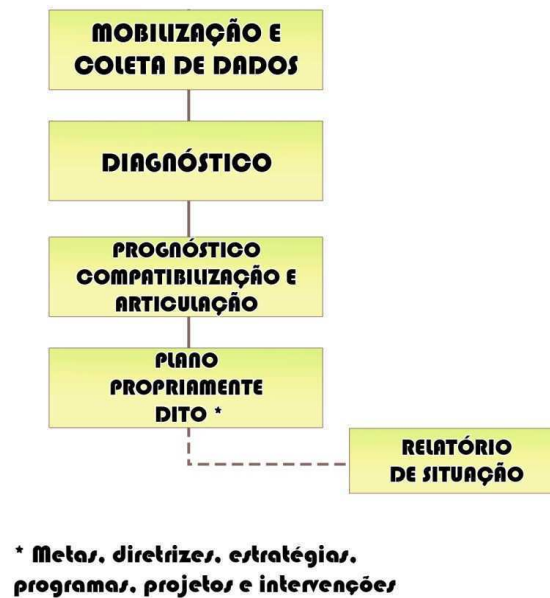 MOBILIZAÇÃO E
COLETA DE DADOS
DIAGNÓSTICO
PROGNÓSTICO
COMPATIBILIZAÇÃO E
ARTICULAÇÃO
PLANO
PROPRIAMENTE
DITO *
RELATÓRIO
DE SITUAÇÃO
* Metas, diretrizes, estratégias,
programas, projetos e intervenções